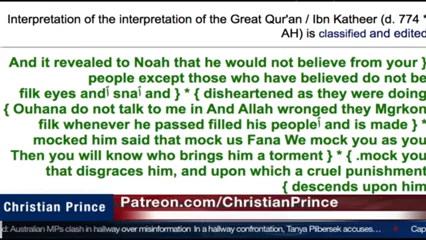 Interpretation of the interpretation of the Great Qur'an / Ibn Katheer (d. 774 *
AH) is classified and edited
And it revealed to Noah that he would not believe from your }
people except those who have believed do not be
filk eyes andأ snaأ and { * } disheartened as they were doing
{ Ouhana do not talk to me in And Allah wronged they Mgrkon
filk whenever he passed filled his peopleأ and is made } *
mocked him said that mock us Fana We mock you as you
Then you will know who brings him a torment } * { .mock you
that disgraces him, and upon which a cruel punishment
{ descends upon him
Christian Prince
Patreon.com/ChristianPrince
d: Australian MPs clash in hallway over misinformation In a hallway confrontation, Tanya Plibersek accuses…
Cap